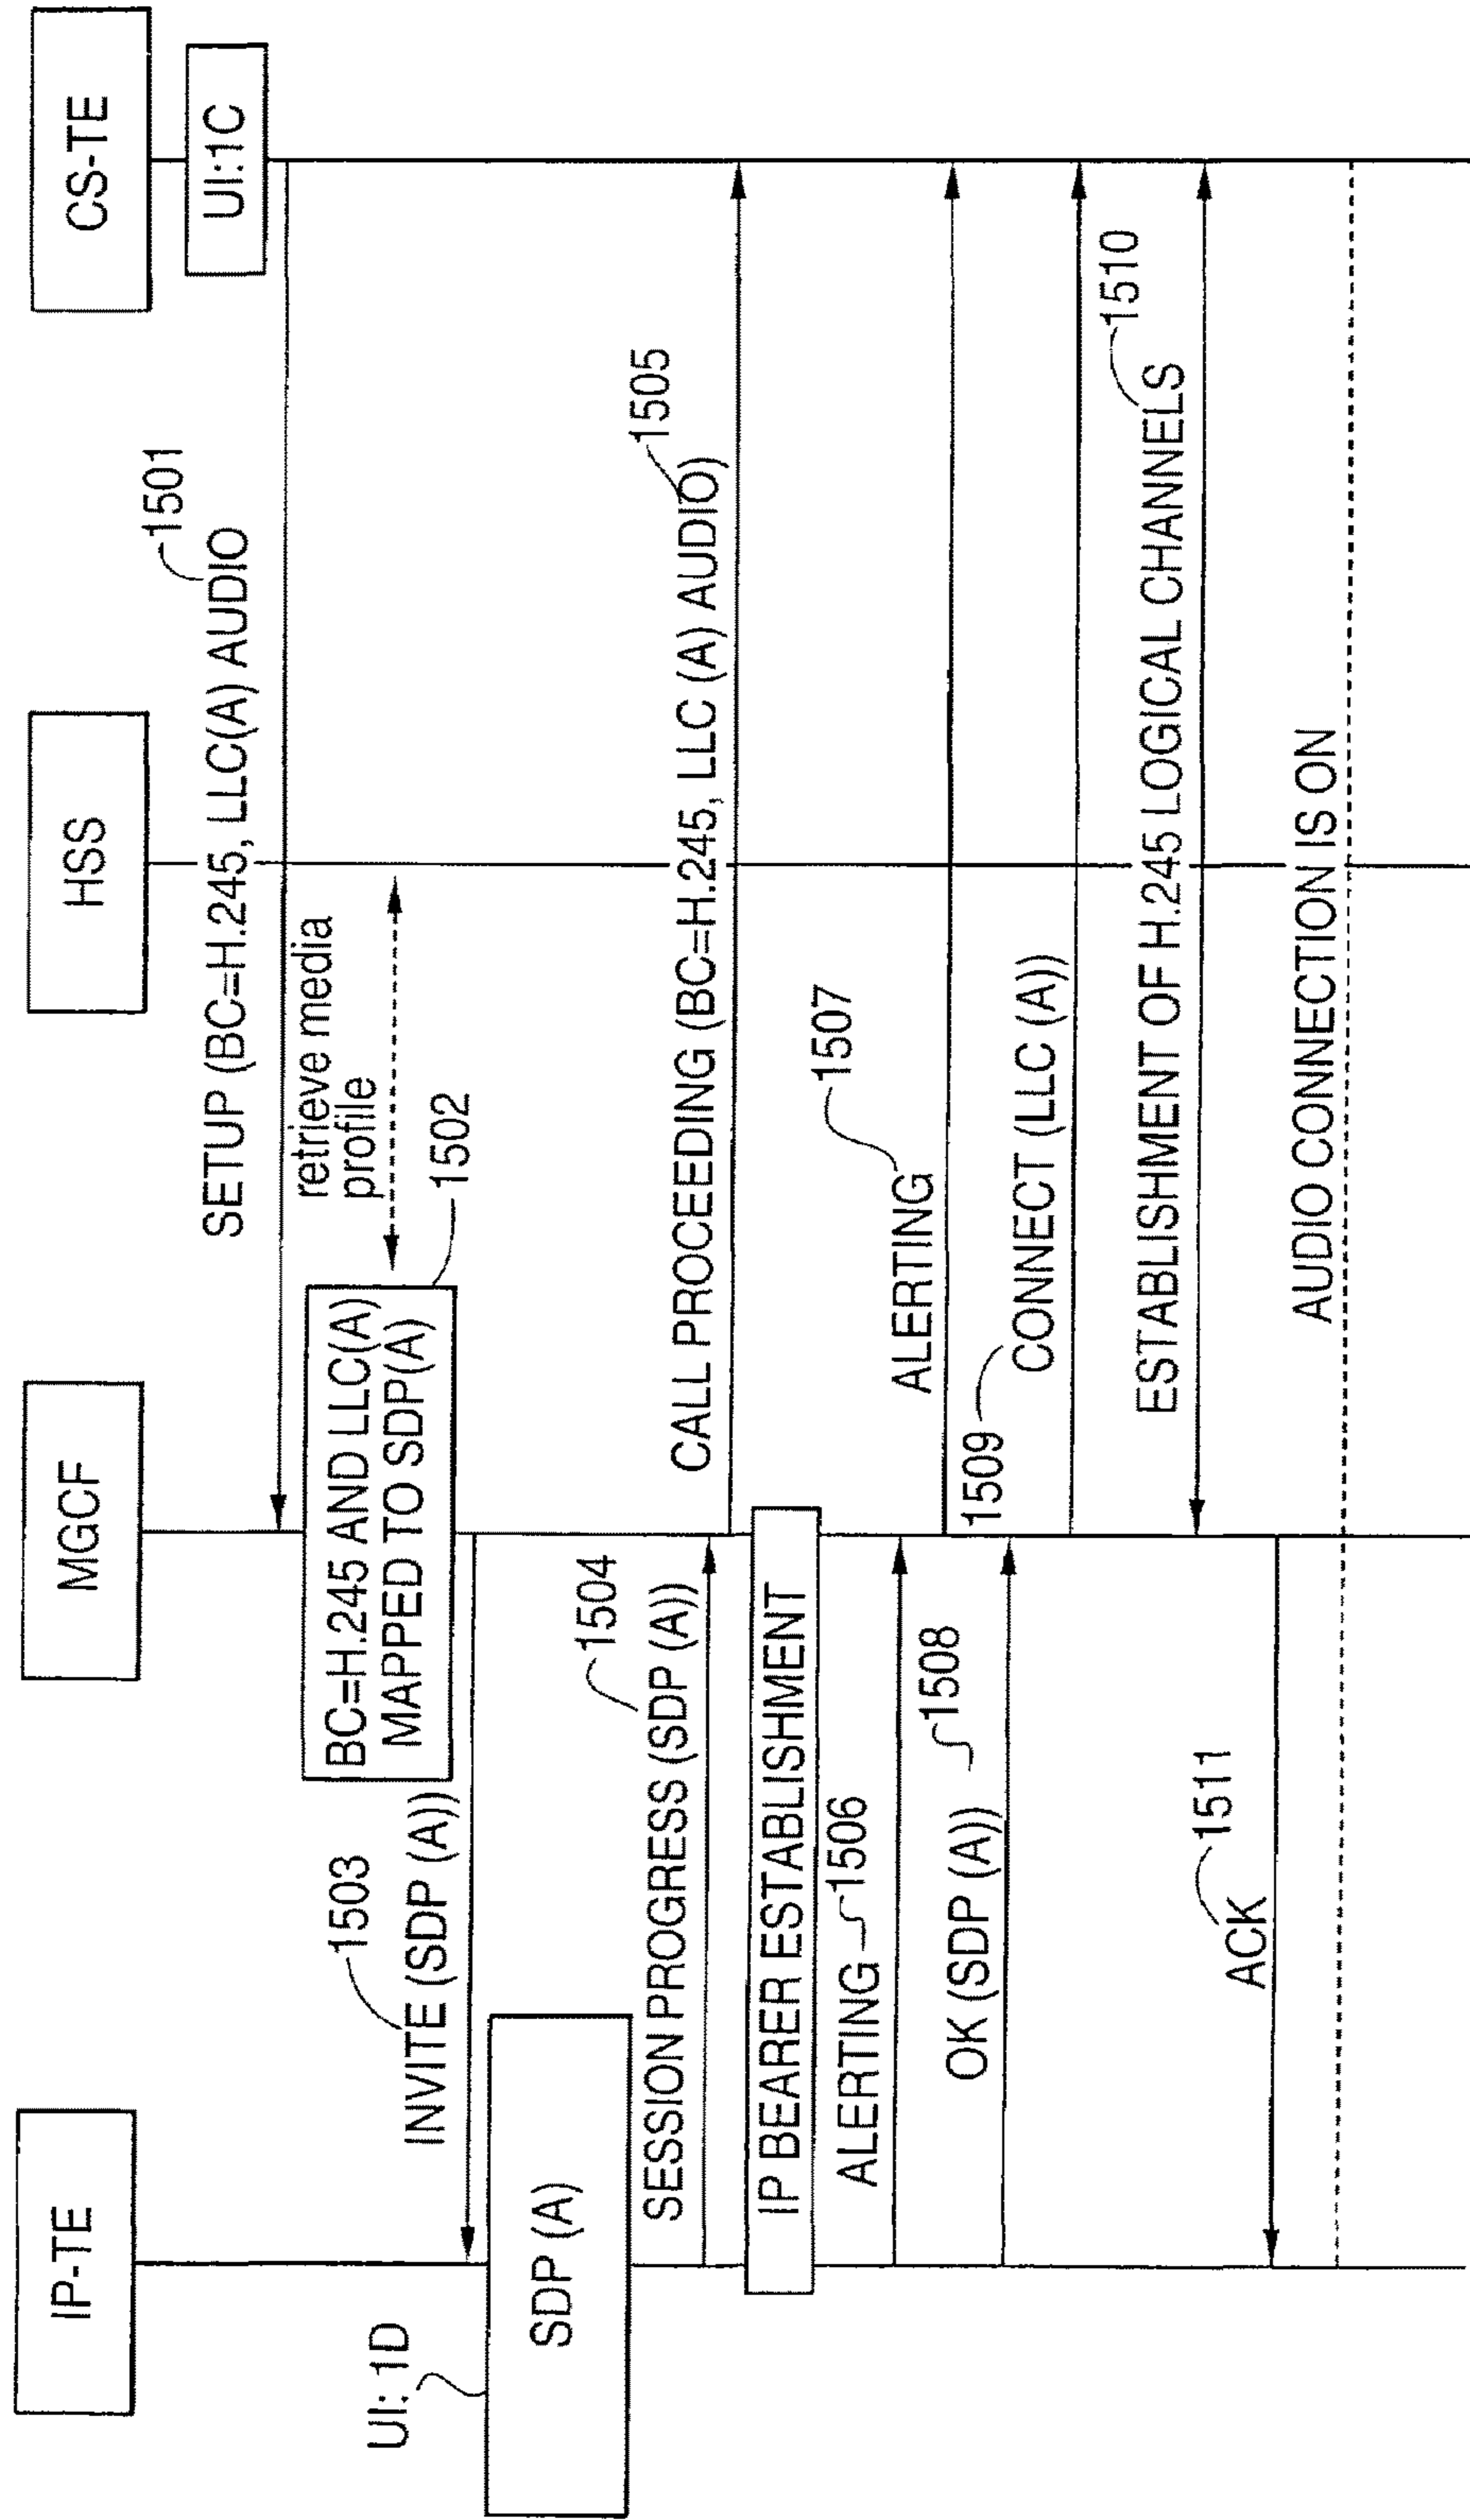 IP-TE
MGCF
HSS
CS-TE
UI:1C
1501
SETUP (BC=H.245, LLC(A) AUDIO
retrieve media
profile
1502
BC=H.245 AND LLC(A)
MAPPED TO SDP(A)
1503
INVITE (SDP (A))
UI: 1D
SDP (A)
1504
SESSION PROGRESS (SDP (A))
1505
CALL PROCEEDING (BC=H.245, LLC (A) AUDIO)
IP BEARER ESTABLISHMENT
ALERTING
1506
1507
ALERTING
1508
OK (SDP (A))
1509
CONNECT (LLC (A))
1510
ESTABLISHMENT OF H.245 LOGICAL CHANNELS
1511
ACK
AUDIO CONNECTION IS ON